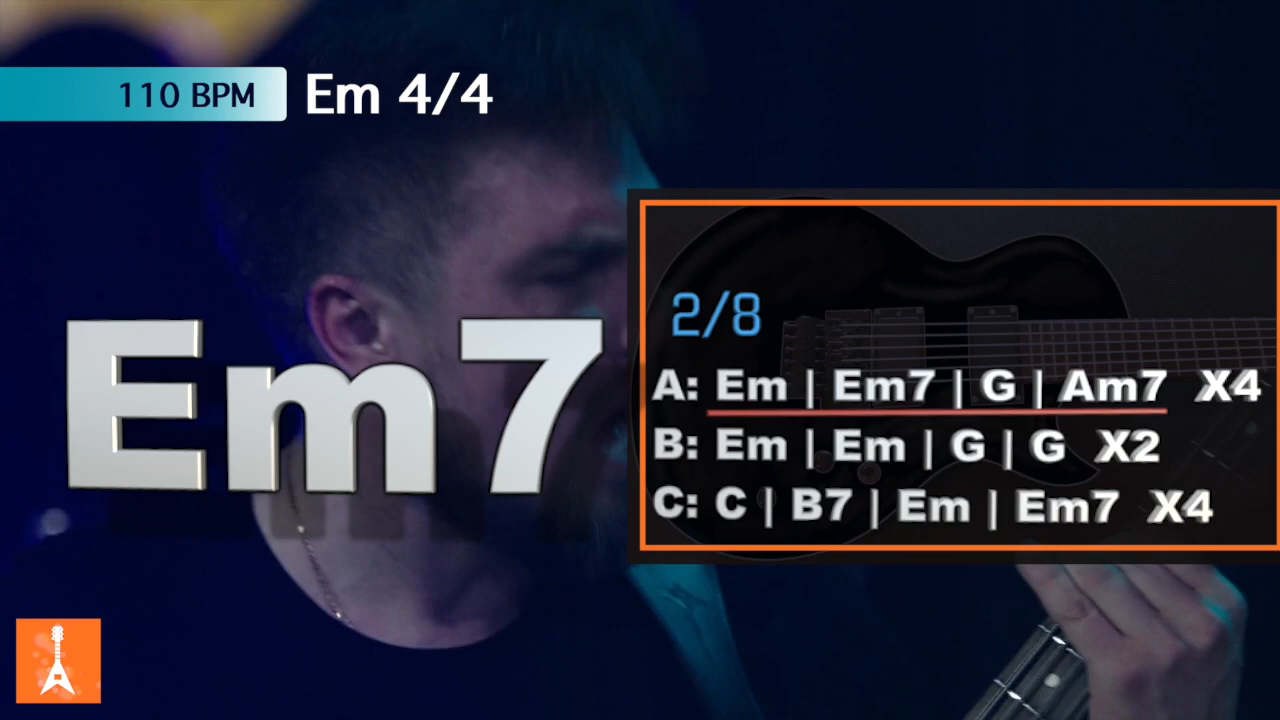 110 BPM Em 4/4
Em7
2/8
A: Em | Em7 | G | Am7 X4
B: Em | Em | G | G X2
C: C | B7 | Em | Em7 X4